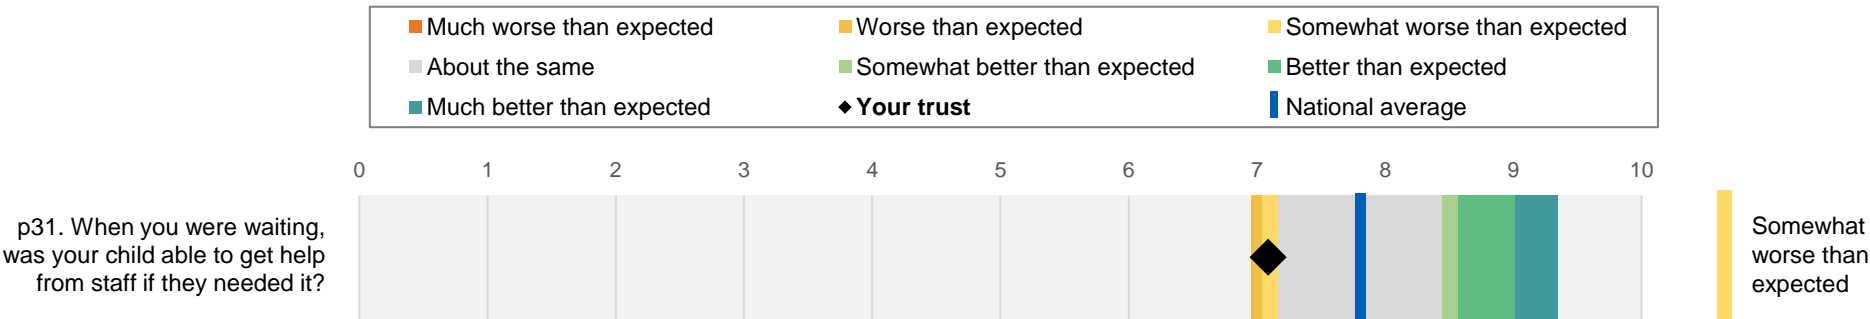 Much worse than expected Worse than expected Somewhat worse than expected
About the same Somewhat better than expected Better than expected
Much better than expected Your trust National average
0 1 2 3 4 5 6 7 8 9 10
p31. When you were waiting,
was your child able to get help
from staff if they needed it?
Somewhat
worse than
expected